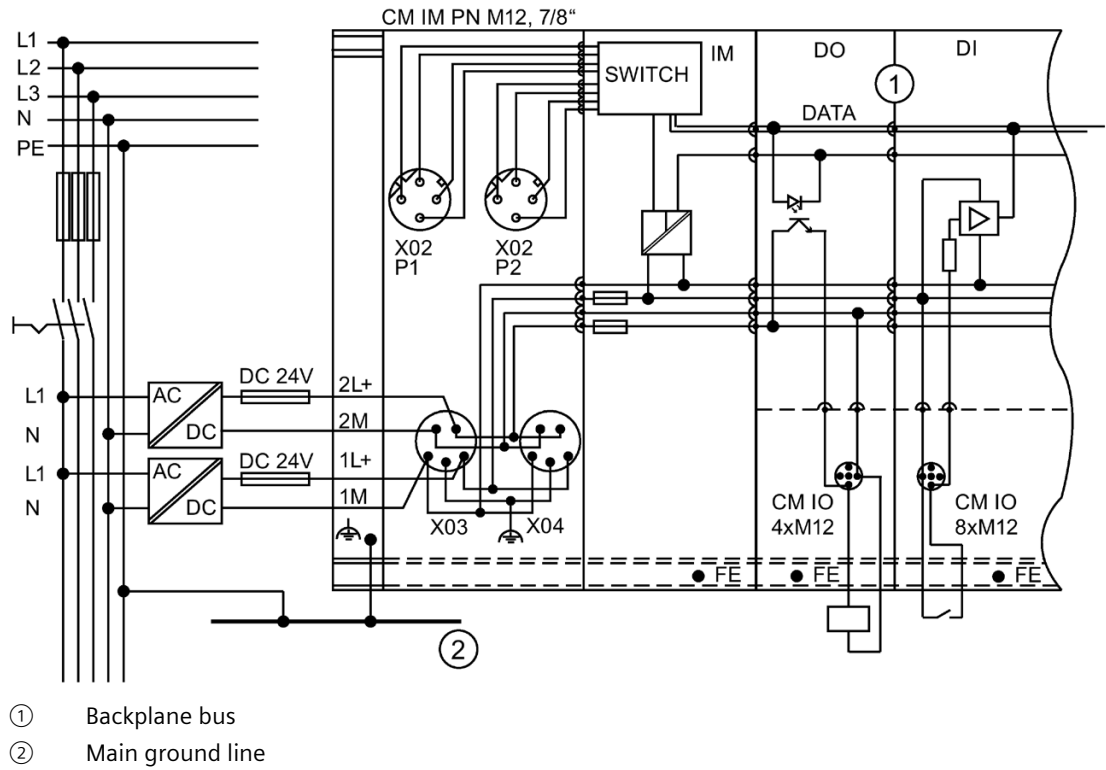 CM IM PN M12, 7/8“
L1
L2
L3
N
PE
SWITCH
IM
DO
1
DI
DATA
X02
P1
X02
P2
L1
N
L1
N
AC
DC
AC
DC
DC 24V
DC 24V
2L+
2M
1L+
1M
X03
X04
CM IO
4xM12
CM IO
8xM12
FE
FE
FE
2
① Backplane bus
② Main ground line